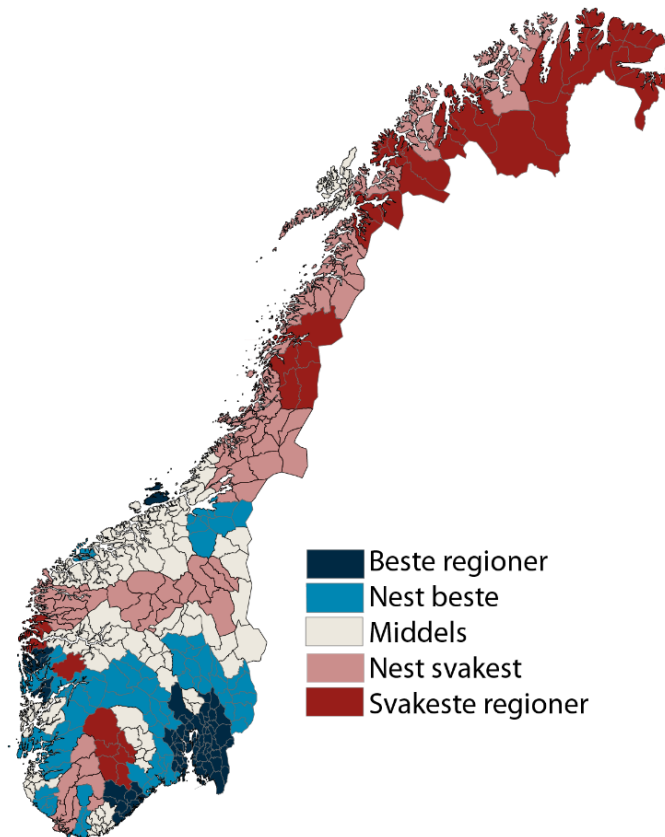 Beste regioner
Nest beste
Middels
Nest svakest
Svakeste regioner